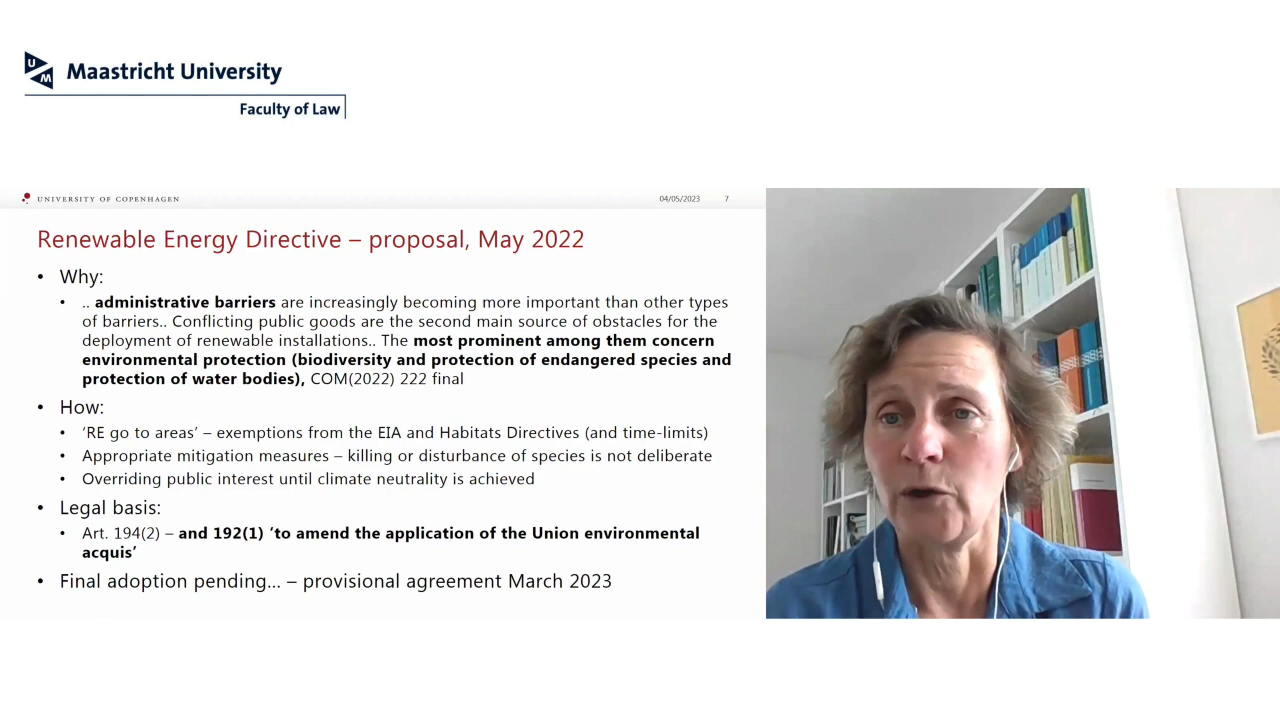 U
M
Maastricht University
Faculty of Law
UNIVERSITY OF COPENHAGEN
04/05/2023 7
Renewable Energy Directive – proposal, May 2022
• Why:
• .. administrative barriers are increasingly becoming more important than other types
of barriers.. Conflicting public goods are the second main source of obstacles for the
deployment of renewable installations.. The most prominent among them concern
environmental protection (biodiversity and protection of endangered species and
protection of water bodies), COM(2022) 222 final
• How:
• ‘RE go to areas’ – exemptions from the EIA and Habitats Directives (and time-limits)
• Appropriate mitigation measures – killing or disturbance of species is not deliberate
• Overriding public interest until climate neutrality is achieved
• Legal basis:
• Art. 194(2) – and 192(1) ‘to amend the application of the Union environmental
acquis’
• Final adoption pending... – provisional agreement March 2023